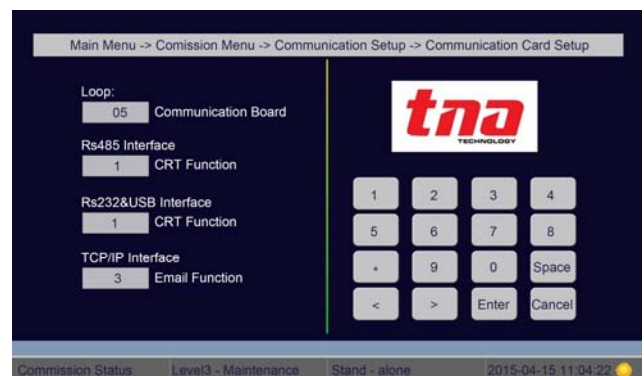 Main Menu -> Comission Menu -> Communication Setup -> Communication Card Setup
Loop:
05 Communication Board
Rs485 Interface
1 CRT Function
Rs232&USB Interface
1 CRT Function
TCP/IP Interface
3 Email Function
tna
TECHNOLOGY
1 2 3 4
5 6 7 8
* 9 0 Space
< > Enter Cancel
Commission Status Level3 - Maintenance Stand - alone 2015-04-15 11:04:22